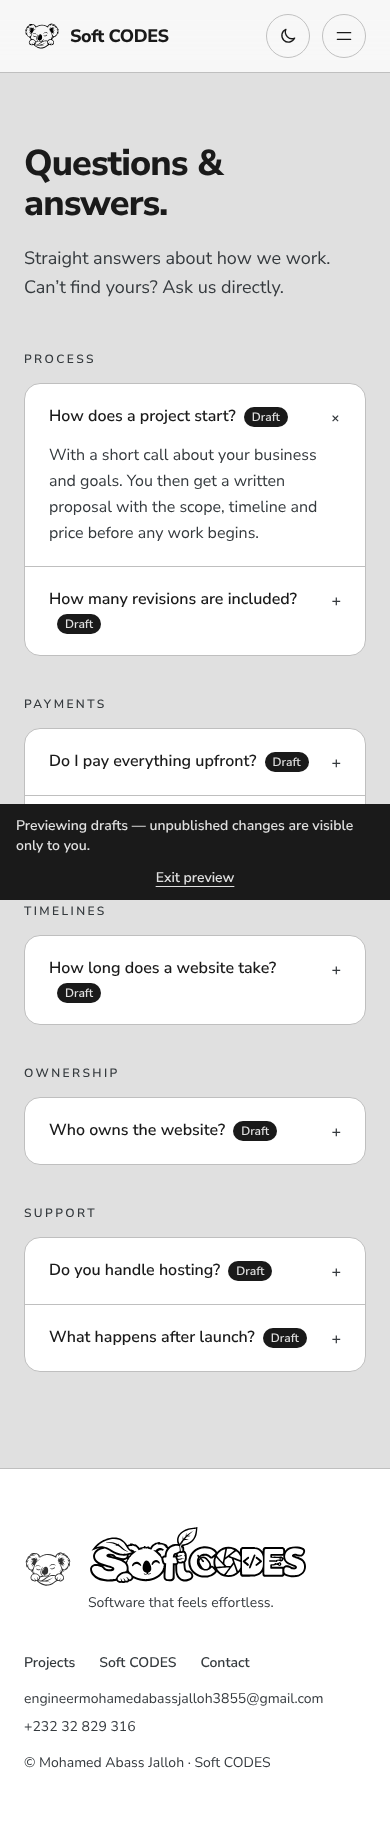 Soft CODES
Questions &
answers.
Straight answers about how we work.
Can’t find yours? Ask us directly.
PROCESS
How does a project start? Draft ×
With a short call about your business
and goals. You then get a written
proposal with the scope, timeline and
price before any work begins.
How many revisions are included? +
Draft
PAYMENTS
Do I pay everything upfront? Draft +
Previewing drafts — unpublished changes are visible
only to you.
Exit preview
TIMELINES
How long does a website take? +
Draft
OWNERSHIP
Who owns the website? Draft +
SUPPORT
Do you handle hosting? Draft +
What happens after launch? Draft +
SoftCODES
Software that feels effortless.
Projects Soft CODES Contact
engineermohamedabassjalloh3855@gmail.com
+232 32 829 316
© Mohamed Abass Jalloh · Soft CODES